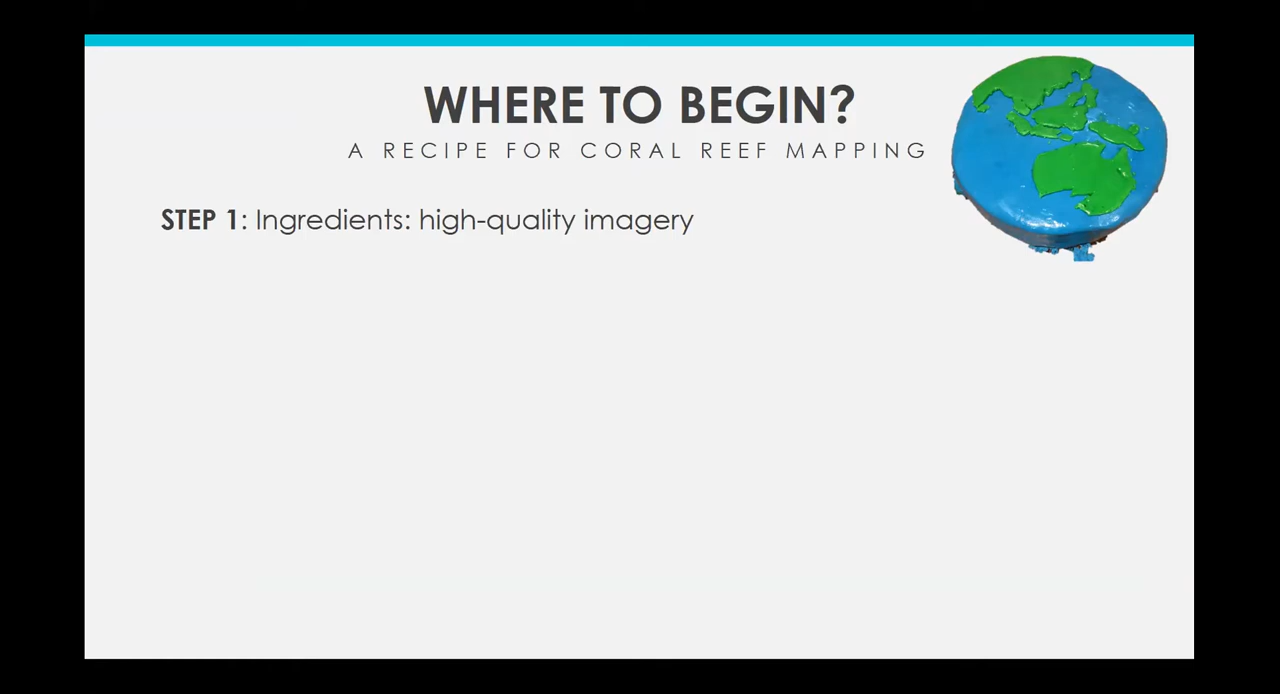 WHERE TO BEGIN?
A RECIPE FOR CORAL REEF MAPPING
STEP 1: Ingredients: high-quality imagery